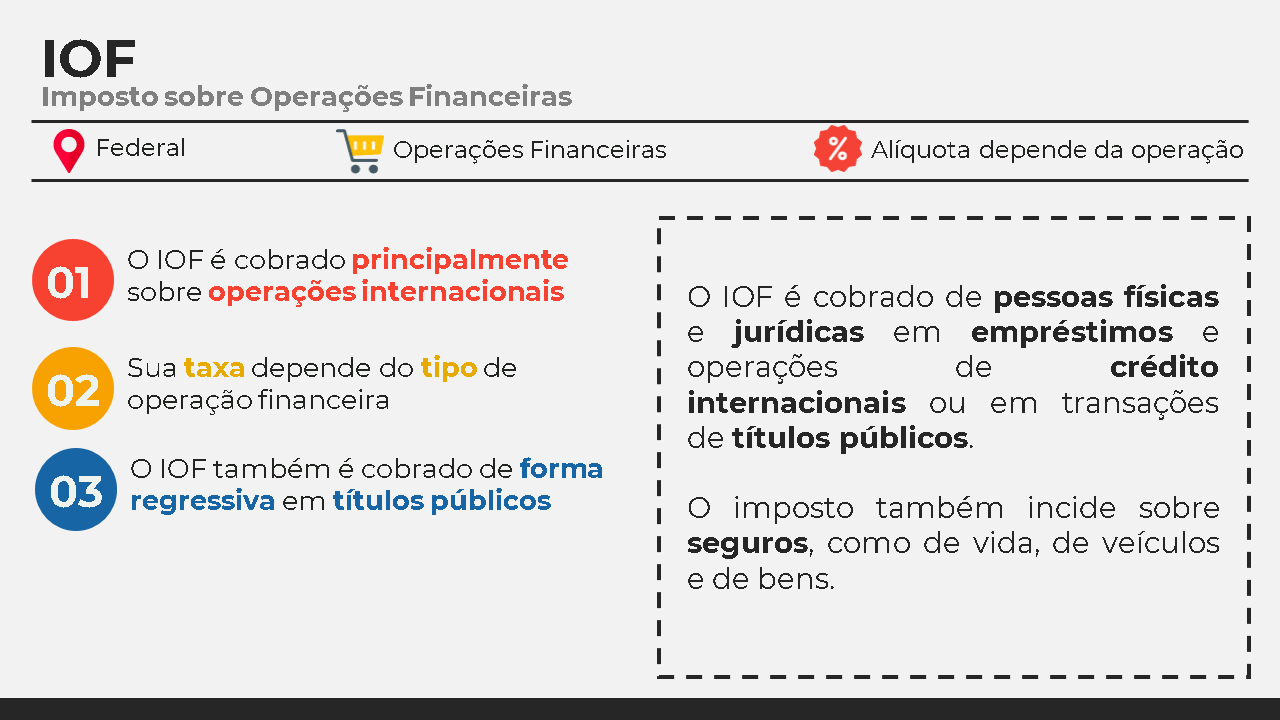 IOF
Imposto sobre Operações Financeiras
Federal
Operações Financeiras
Alíquota depende da operação
01
O IOF é cobrado principalmente
sobre operações internacionais
02
Sua taxa depende do tipo de
operação financeira
03
O IOF também é cobrado de forma
regressiva em títulos públicos
O IOF é cobrado de pessoas físicas
e jurídicas em empréstimos e
operações de crédito
internacionais ou em transações
de títulos públicos.
O imposto também incide sobre
seguros, como de vida, de veículos
e de bens.